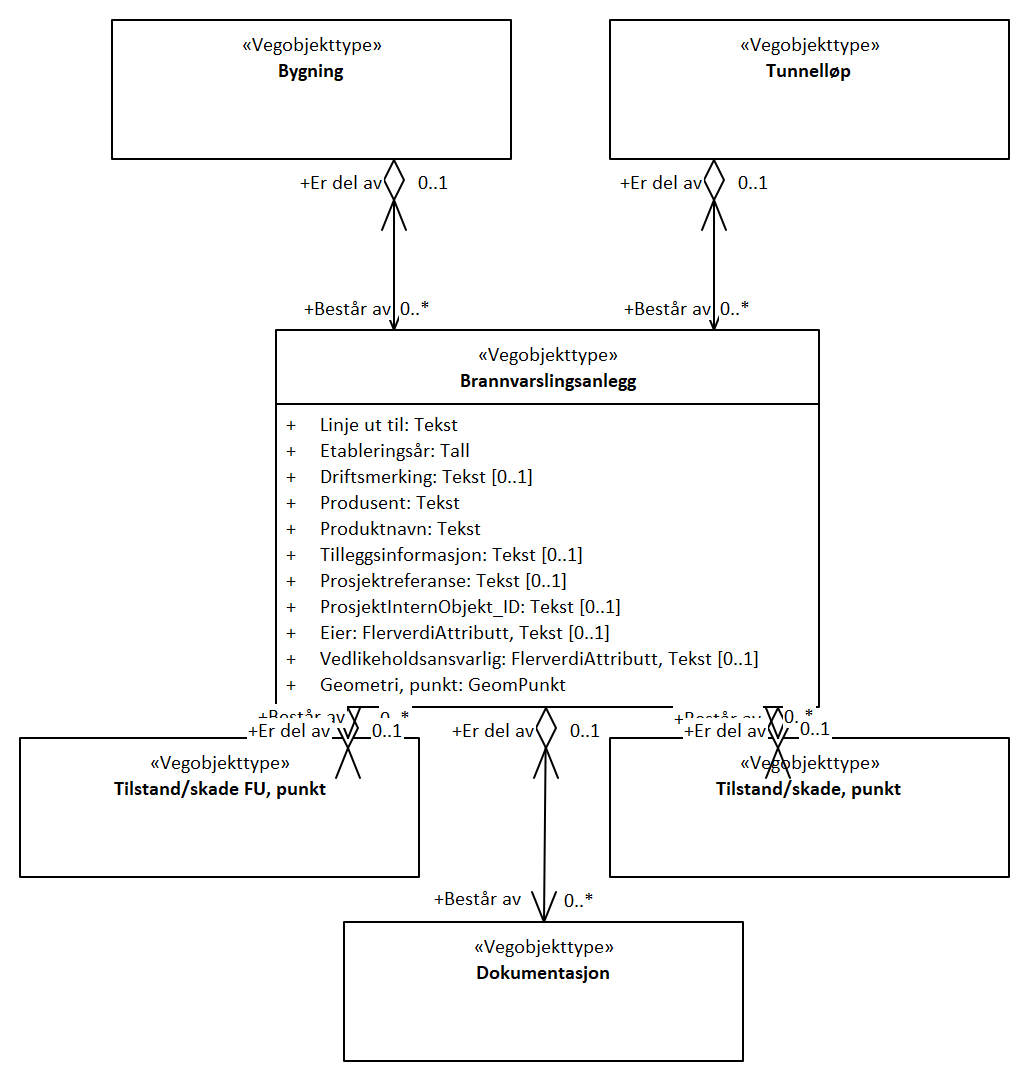 «Vegobjekttype»
Bygning
«Vegobjekttype»
Tunnelløp
+Er del av 0..1
+Er del av 0..1
+Består av 0..*
+Består av 0..*
«Vegobjekttype»
Brannvarslingsanlegg
+ Linje ut til: Tekst
+ Etableringsår: Tall
+ Driftsmerking: Tekst [0..1]
+ Produsent: Tekst
+ Produktnavn: Tekst
+ Tilleggsinformasjon: Tekst [0..1]
+ Prosjektreferanse: Tekst [0..1]
+ ProsjektInternObjekt_ID: Tekst [0..1]
+ Eier: FlerverdiAttributt, Tekst [0..1]
+ Vedlikeholdsansvarlig: FlerverdiAttributt, Tekst [0..1]
+ Geometri, punkt: GeomPunkt
+Består av 0..*
+Består av 0..*
+Er del av 0..1
+Er del av 0..1
+Er del av 0..1
«Vegobjekttype»
Tilstand/skade FU, punkt
«Vegobjekttype»
Tilstand/skade, punkt
+Består av 0..*
«Vegobjekttype»
Dokumentasjon